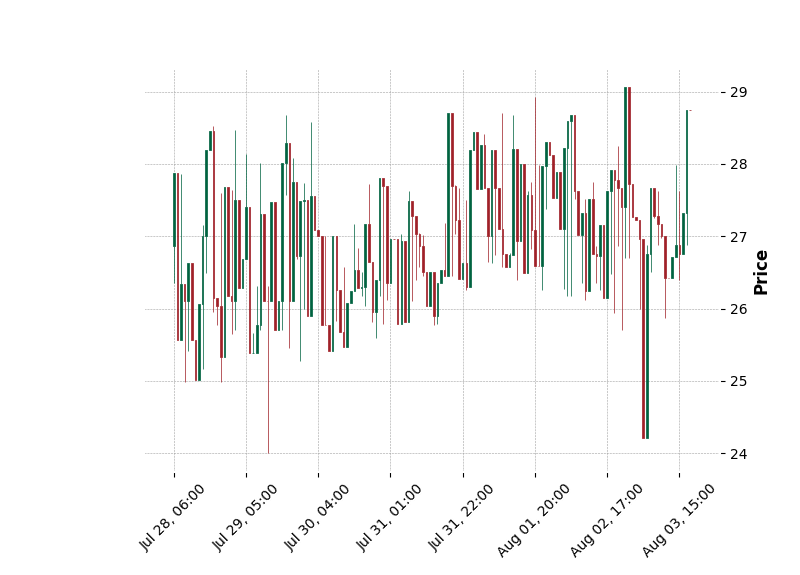 29
28
27
26
25
24
Price
Jul 28, 06:00
Jul 29, 05:00
Jul 30, 04:00
Jul 31, 01:00
Jul 31, 22:00
Aug 01, 20:00
Aug 02, 17:00
Aug 03, 15:00